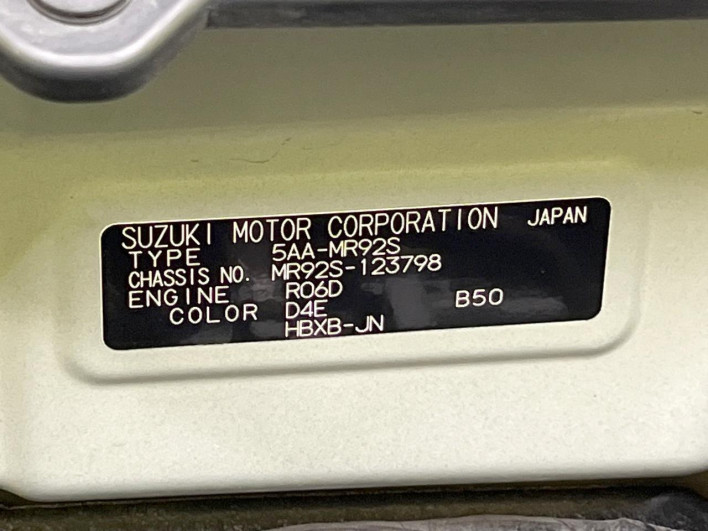 SUZUKI MOTOR CORPORATION JAPAN
TYPE 5AA-MR92S
CHASSIS NO. MR92S-123798
ENGINE R06D
COLOR D4E B50
HBXB-JN